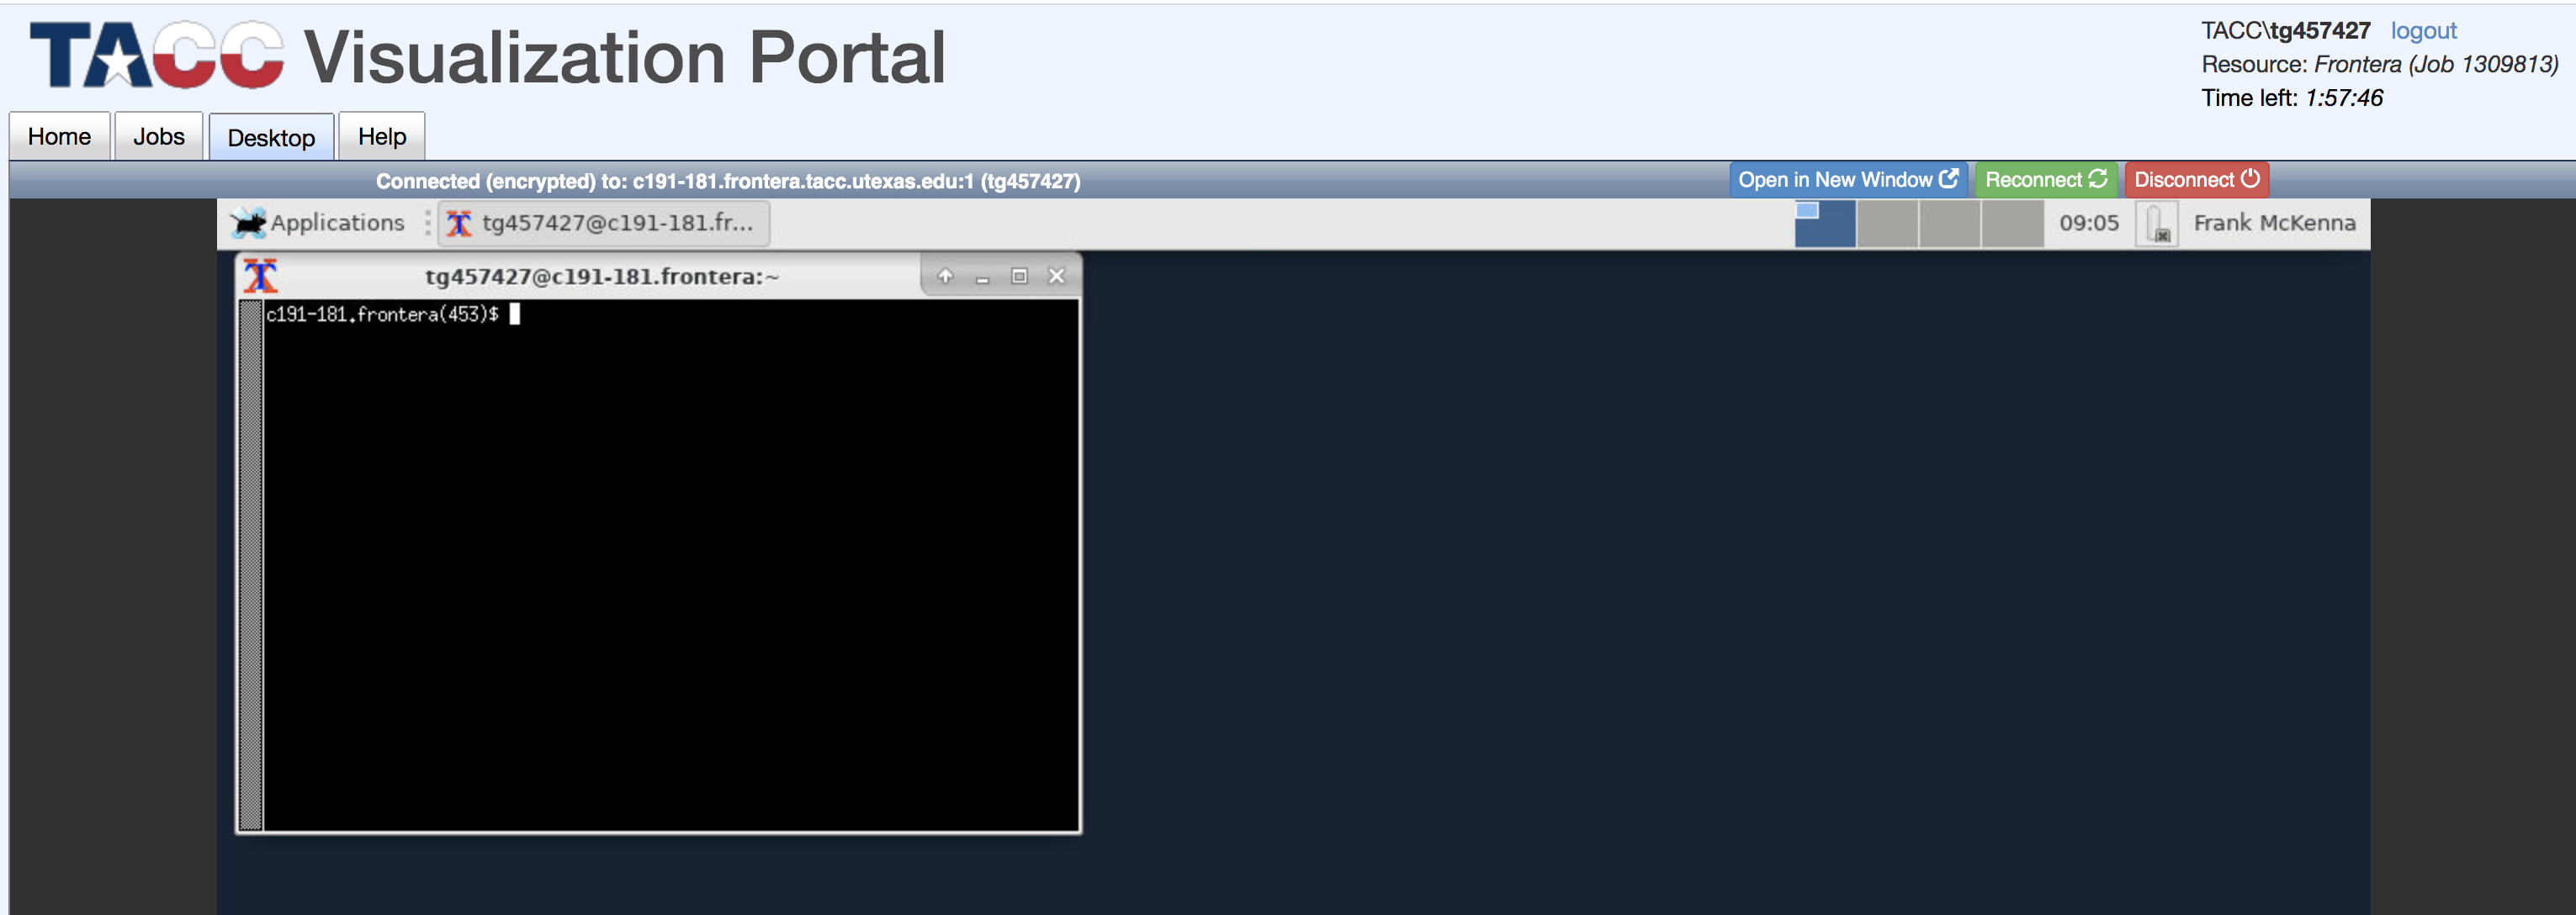 TACC Visualization Portal
TACC\tg457427 logout
Resource: Frontera (Job 1309813)
Time left: 1:57:46
Home Jobs Desktop Help
Connected (encrypted) to: c191-181.frontera.tacc.utexas.edu:1 (tg457427)
Open in New Window Reconnect Disconnect
Applications tg457427@c191-181.fr... 09:05 Frank McKenna
tg457427@c191-181.frontera:~
c191-181.frontera(453)$